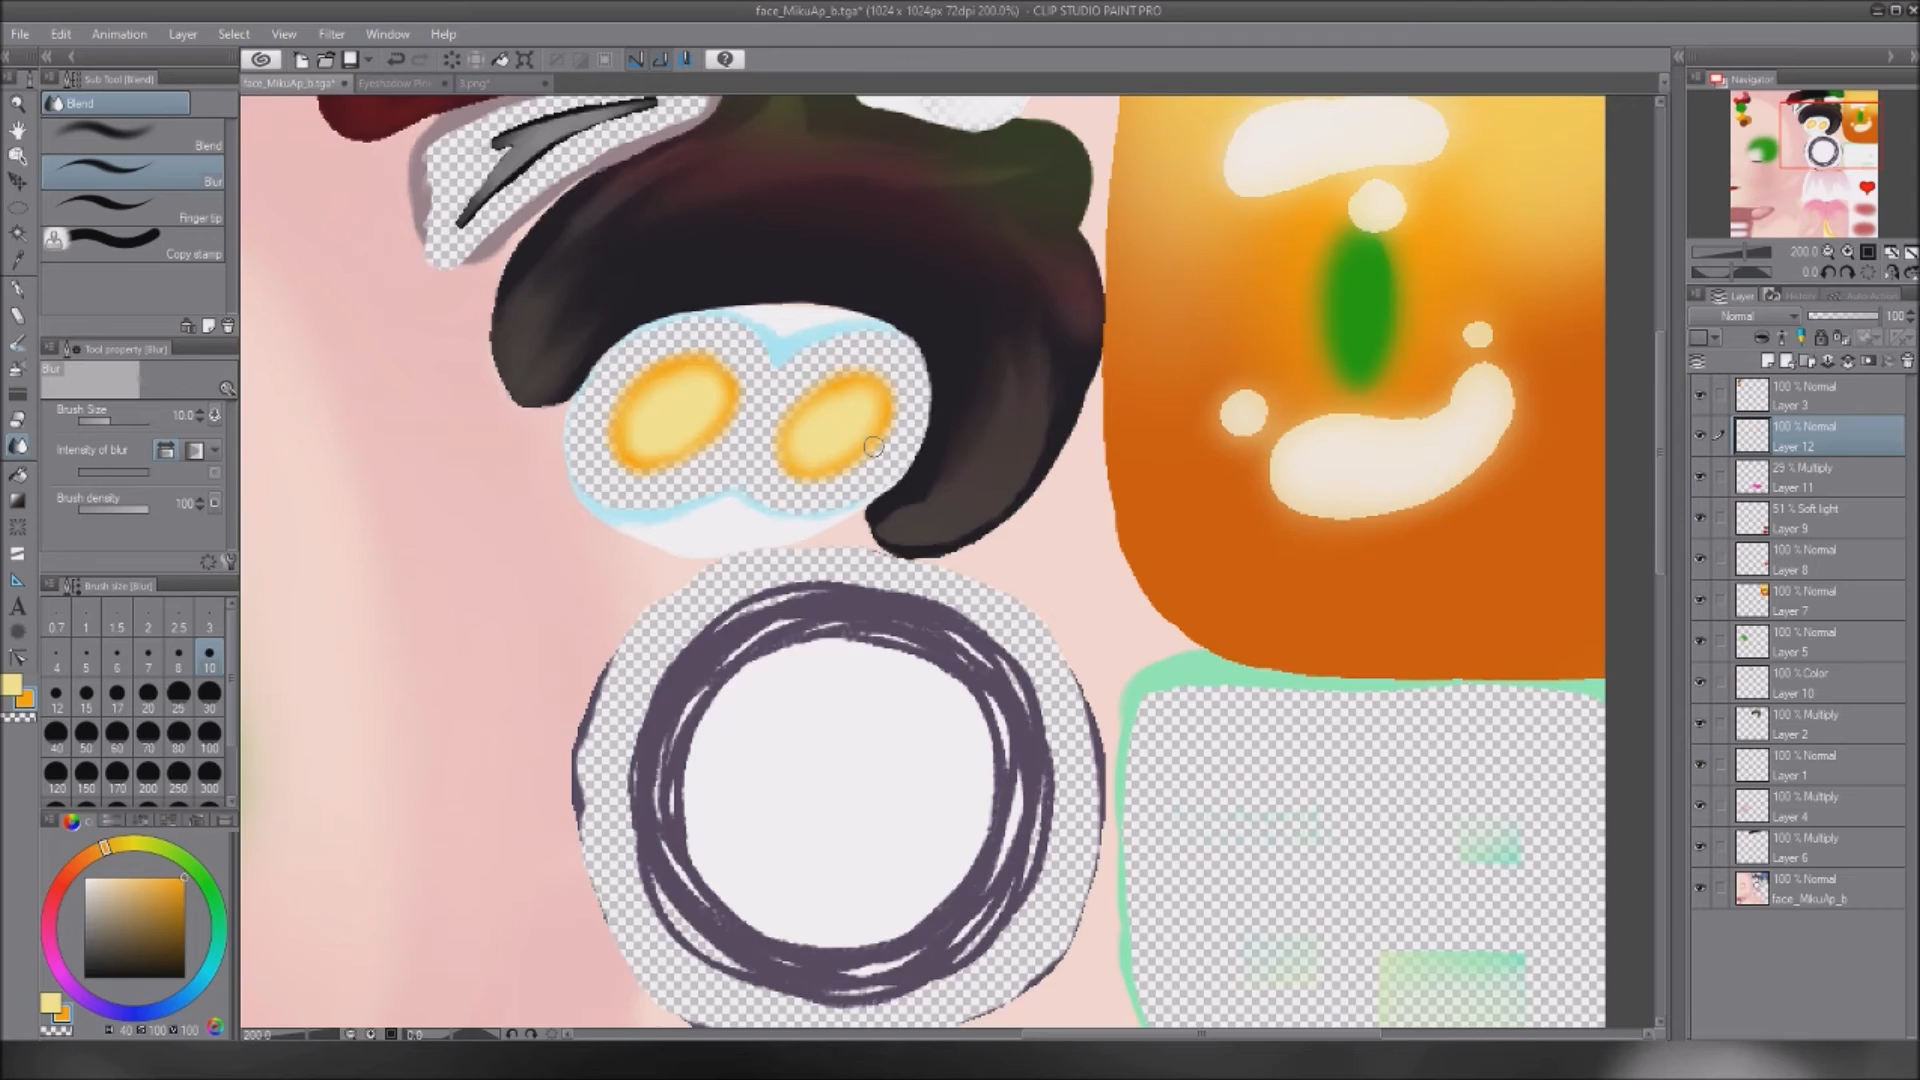 face_MikuAp_b.tga* (1024 x 1024px 72dpi 200.0%) - CLIP STUDIO PAINT PRO
File Edit Animation Layer Select View Filter Window Help
Sub Tool [Blend]
face_MikuAp_b.tga*
3.png*
Navigator
Blend
Blend
Blur
Finger tip
Copy stamp
Tool property [Blur]
Blur
Brush Size 10.0
Intensity of blur
Brush density 100
Brush size [Blur]
0.7 1 1.5 2 2.5 3
4 5 6 7 8 10
12 15 17 20 25 30
40 50 60 70 80 100
120 150 170 200 250 300
H 40 S 100 V 100
200.0 0.0
200.0
0.0
Layer History Auto Action
Normal 100
100 % Normal
Layer 3
100 % Normal
Layer 12
29 % Multiply
Layer 11
51 % Soft light
Layer 9
100 % Normal
Layer 8
100 % Normal
Layer 7
100 % Normal
Layer 5
100 % Color
Layer 10
100 % Multiply
Layer 2
100 % Normal
Layer 1
100 % Multiply
Layer 4
100 % Multiply
Layer 6
100 % Normal
face_MikuAp_b